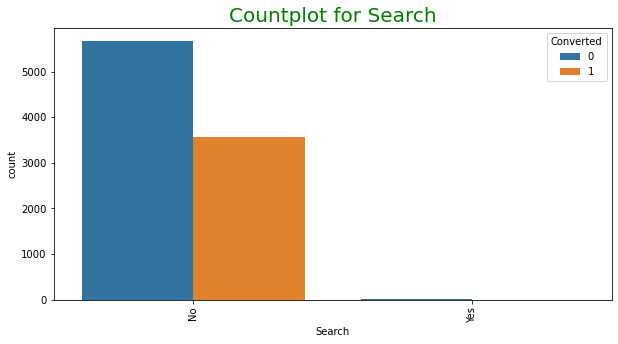 Countplot for Search
Converted
0
1
5000
4000
3000
2000
1000
0
count
No
Yes
Search